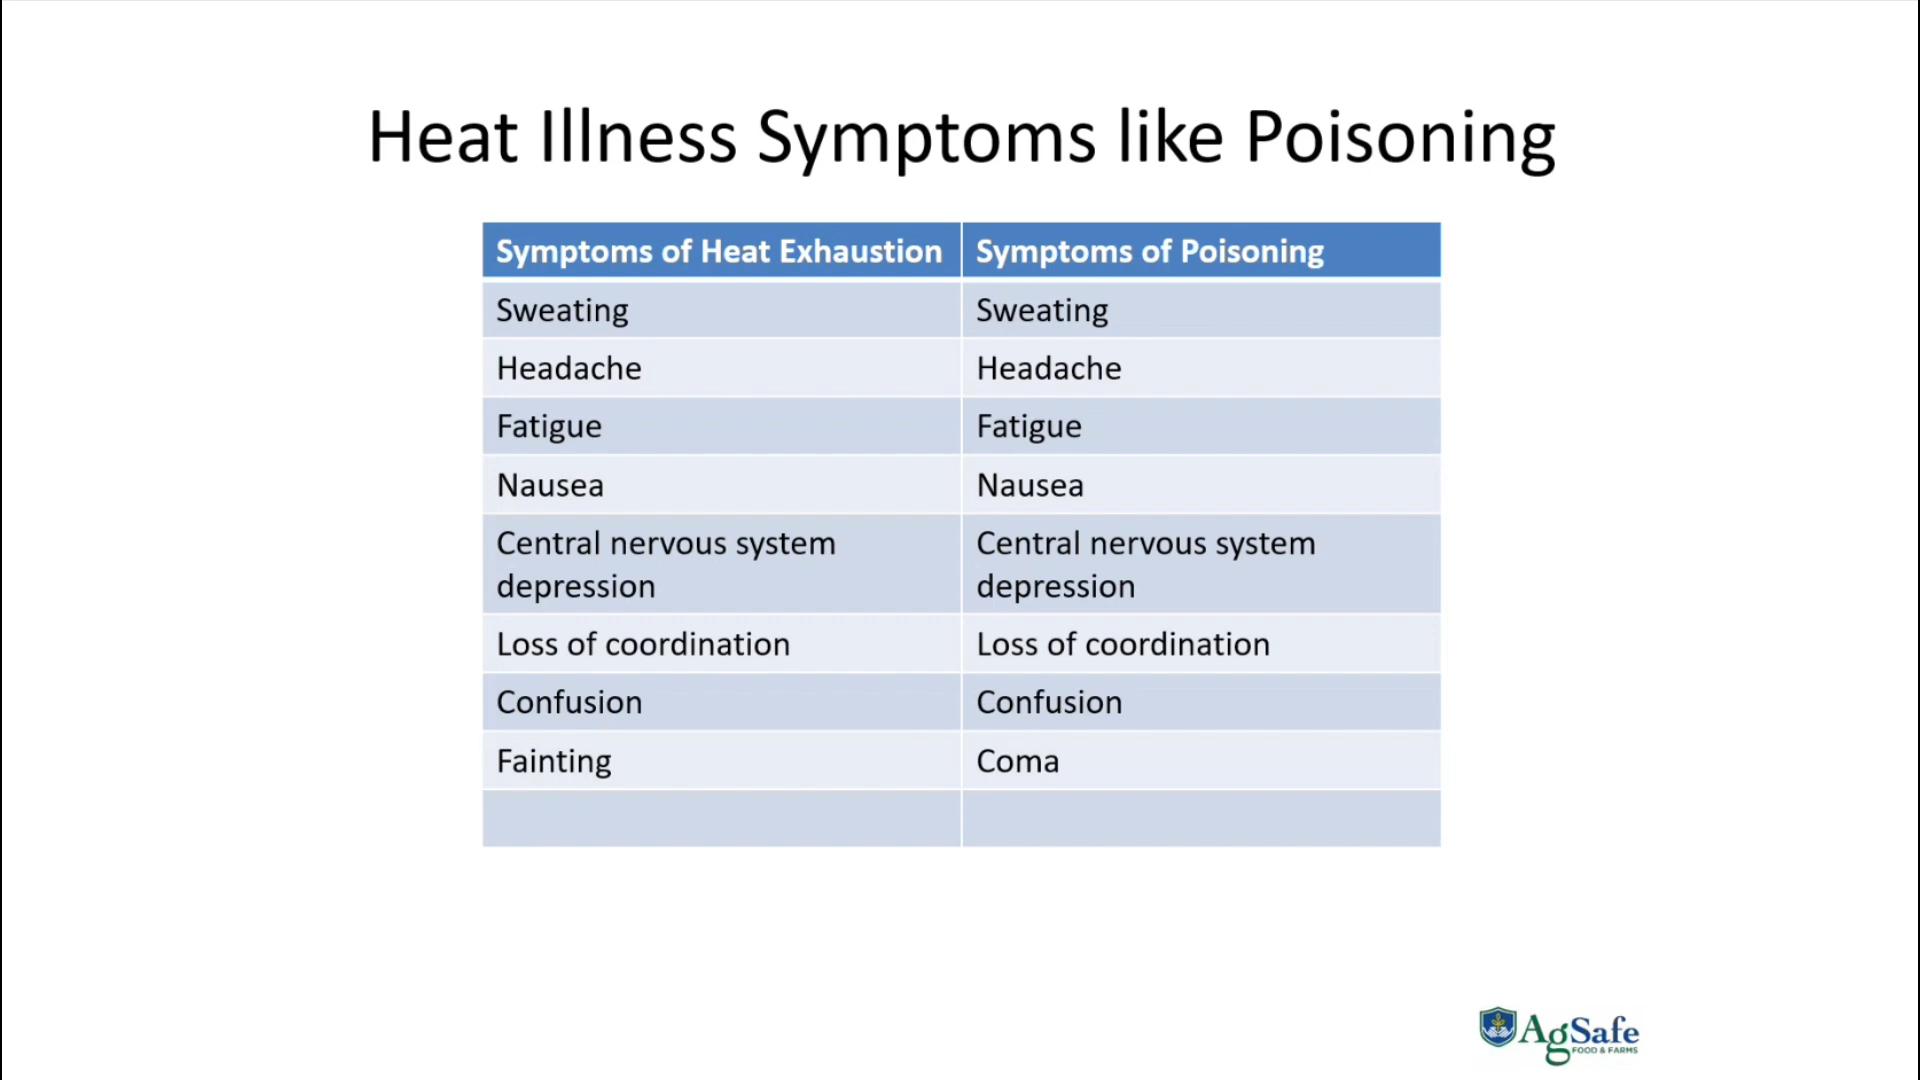 Heat Illness Symptoms like Poisoning
Symptoms of Heat Exhaustion Symptoms of Poisoning
Sweating Sweating
Headache Headache
Fatigue Fatigue
Nausea Nausea
Central nervous system depression Central nervous system depression
Loss of coordination Loss of coordination
Confusion Confusion
Fainting Coma
AgSafe
FOOD & FARMS